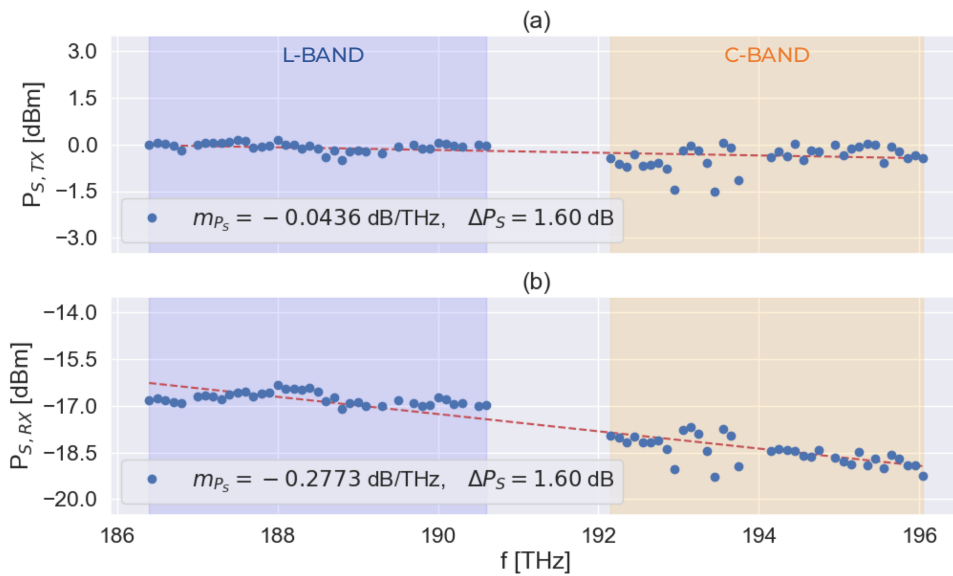 (a)
L-BAND
C-BAND
P_{S, TX} [dBm]
3.0
1.5
0.0
−1.5
−3.0
m_{P_S} = − 0.0436 dB/THz, ΔP_S = 1.60 dB
(b)
P_{S, RX} [dBm]
−14.0
−15.5
−17.0
−18.5
−20.0
m_{P_S} = − 0.2773 dB/THz, ΔP_S = 1.60 dB
186 188 190 192 194 196
f [THz]